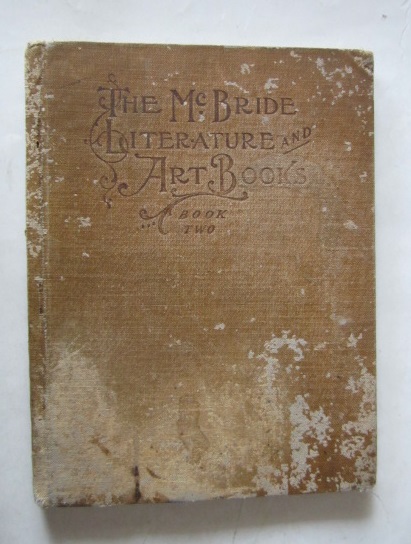 THE McBRIDE
LITERATURE AND
ART BOOKS
BOOK
TWO